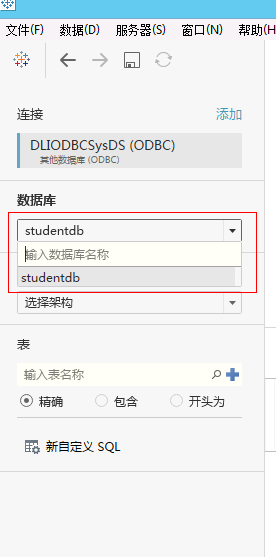 文件(F) 数据(D) 服务器(S) 窗口(N) 帮助(H)
连接 添加
DLIODBCSysDS (ODBC)
其他数据库 (ODBC)
数据库
studentdb
输入数据库名称
studentdb
选择架构
表
输入表名称
精确 包含 开头为
新自定义 SQL